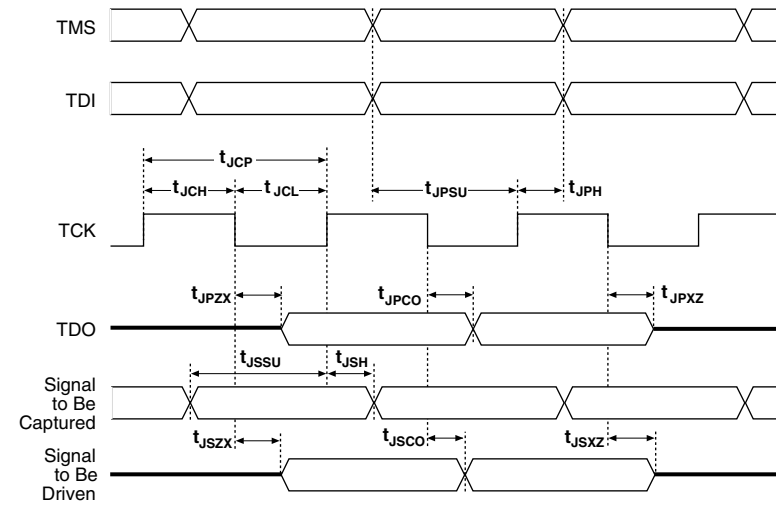 TMS
TDI
tJCP
tJCH
tJCL
tJPSU
tJPH
TCK
tJPZX
tJPCO
tJPXZ
TDO
tJSSU
tJSH
Signal
to Be
Captured
tJSZX
tJSCO
tJSXZ
Signal
to Be
Driven